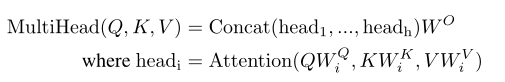 MultiHead(Q, K, V) = Concat(head₁, ..., headₕ)W^O
where headᵢ = Attention(QWᵢ^Q, KWᵢ^K, VWᵢ^V)